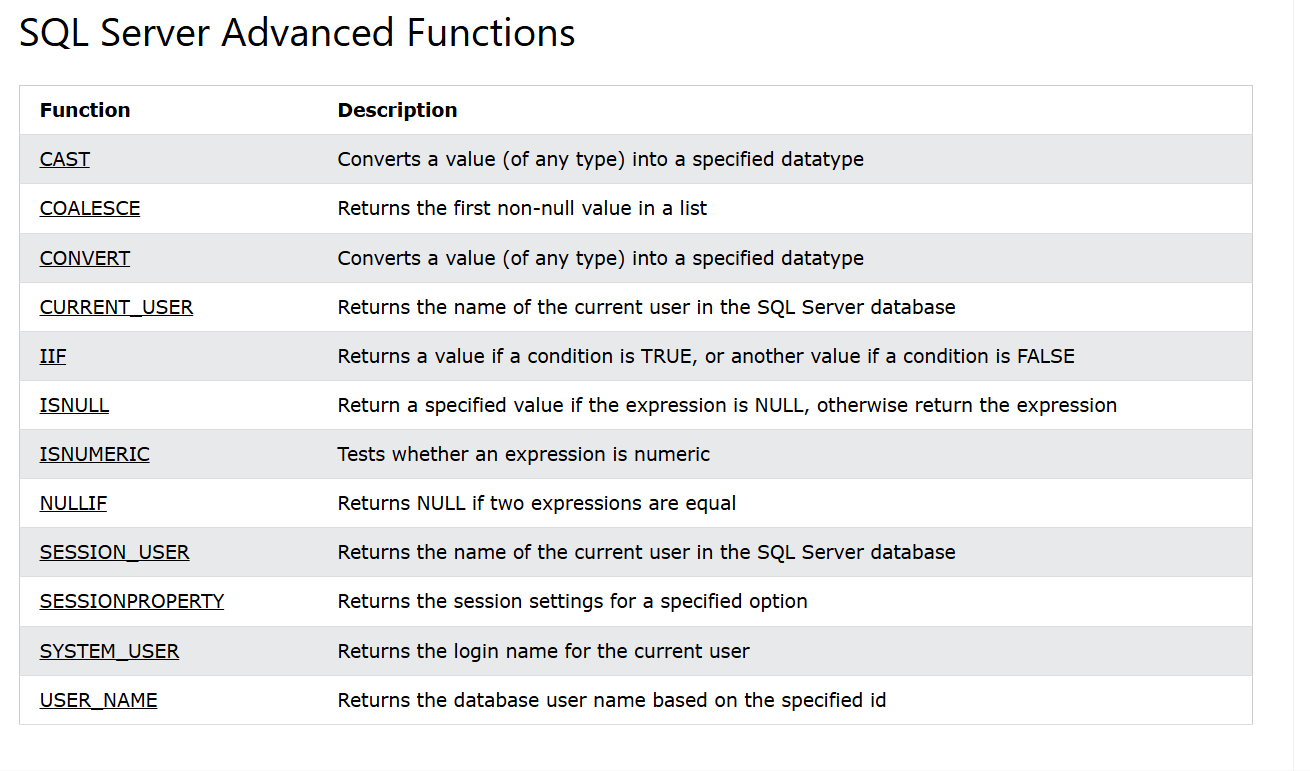 SQL Server Advanced Functions
Function Description
CAST Converts a value (of any type) into a specified datatype
COALESCE Returns the first non-null value in a list
CONVERT Converts a value (of any type) into a specified datatype
CURRENT_USER Returns the name of the current user in the SQL Server database
IIF Returns a value if a condition is TRUE, or another value if a condition is FALSE
ISNULL Return a specified value if the expression is NULL, otherwise return the expression
ISNUMERIC Tests whether an expression is numeric
NULLIF Returns NULL if two expressions are equal
SESSION_USER Returns the name of the current user in the SQL Server database
SESSIONPROPERTY Returns the session settings for a specified option
SYSTEM_USER Returns the login name for the current user
USER_NAME Returns the database user name based on the specified id